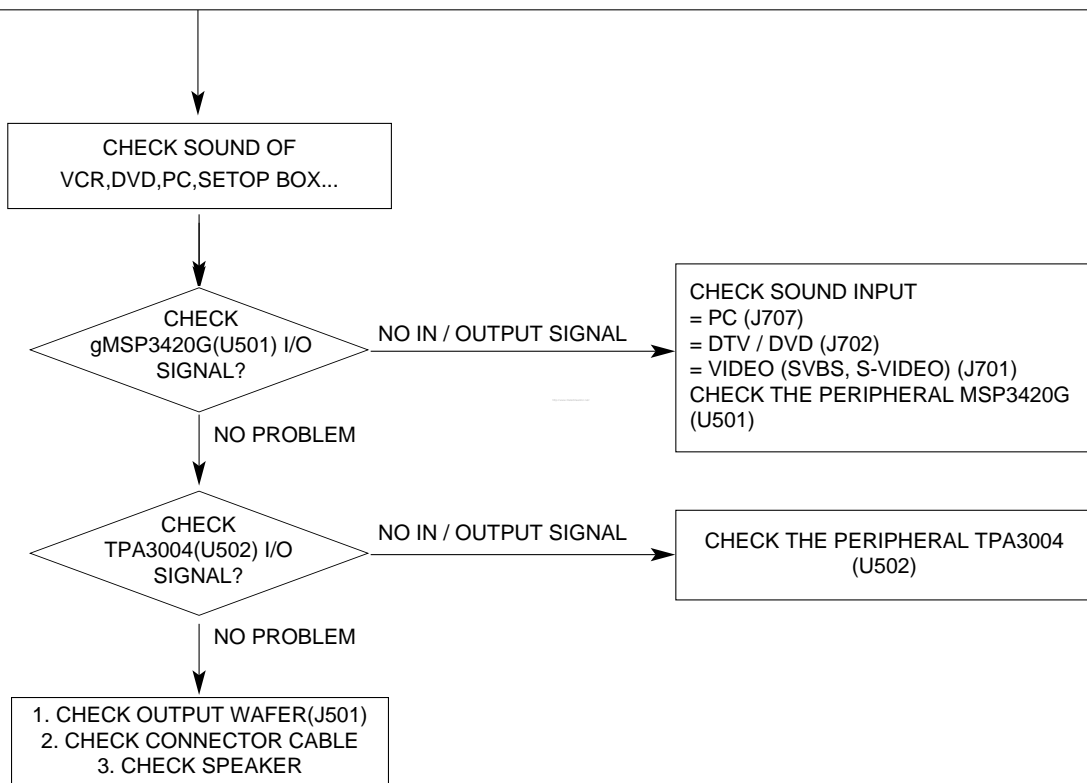 CHECK SOUND OF
VCR,DVD,PC,SETOP BOX...
CHECK
gMSP3420G(U501) I/O
SIGNAL?
NO IN / OUTPUT SIGNAL
CHECK SOUND INPUT
= PC (J707)
= DTV / DVD (J702)
= VIDEO (SVBS, S-VIDEO) (J701)
CHECK THE PERIPHERAL MSP3420G
(U501)
NO PROBLEM
CHECK
TPA3004(U502) I/O
SIGNAL?
NO IN / OUTPUT SIGNAL
CHECK THE PERIPHERAL TPA3004
(U502)
NO PROBLEM
1. CHECK OUTPUT WAFER(J501)
2. CHECK CONNECTOR CABLE
3. CHECK SPEAKER